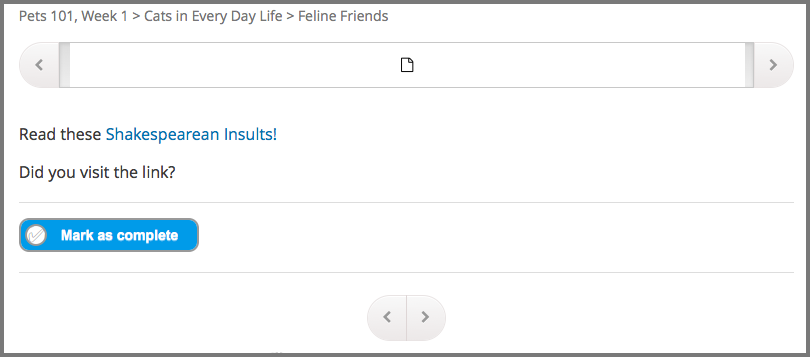 Pets 101, Week 1 > Cats in Every Day Life > Feline Friends
Read these Shakespearean Insults!
Did you visit the link?
Mark as complete